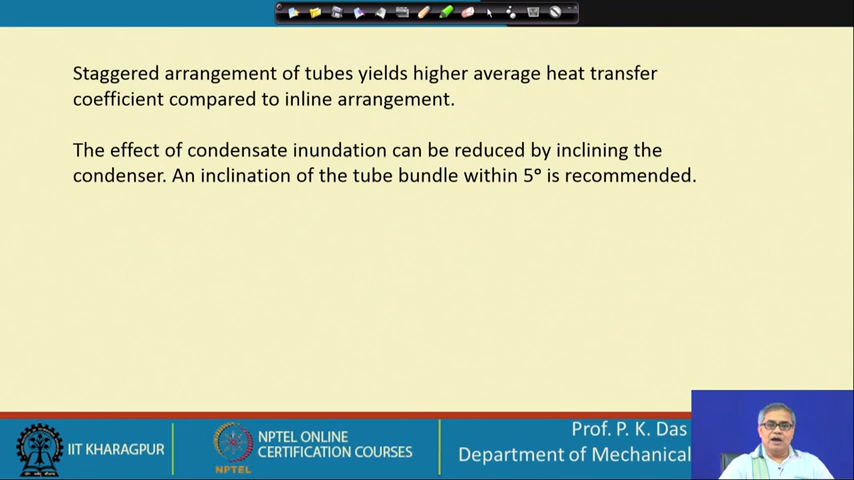 Staggered arrangement of tubes yields higher average heat transfer
coefficient compared to inline arrangement.
The effect of condensate inundation can be reduced by inclining the
condenser. An inclination of the tube bundle within 5° is recommended.
IIT KHARAGPUR
NPTEL
NPTEL ONLINE
CERTIFICATION COURSES
Prof. P. K. Das
Department of Mechanical